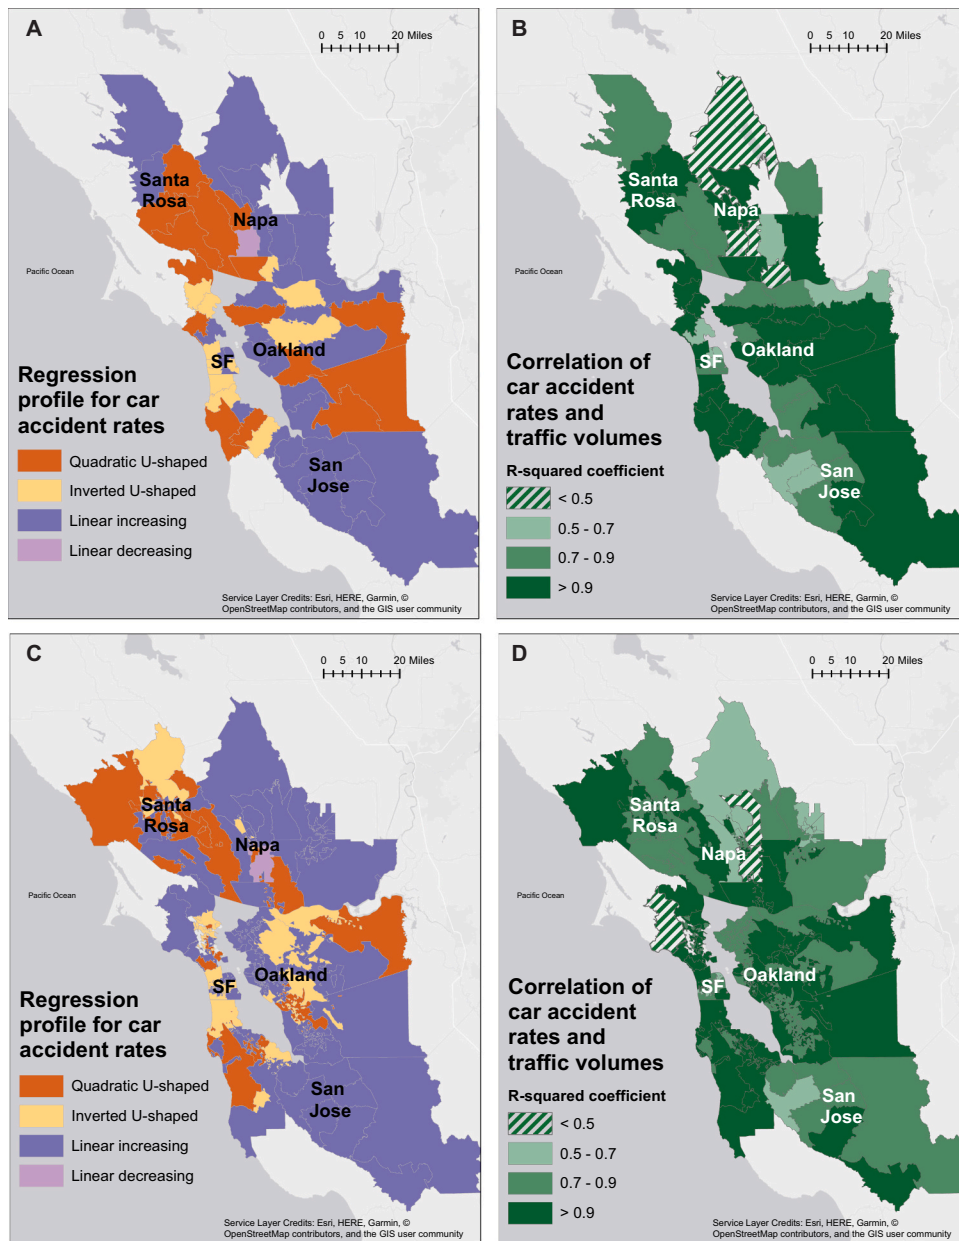 A
0 5 10 20 Miles
Santa
Rosa
Napa
Pacific Ocean
Oakland
SF
San
Jose
Regression
profile for car
accident rates
Quadratic U-shaped
Inverted U-shaped
Linear increasing
Linear decreasing
Service Layer Credits: Esri, HERE, Garmin, ©
OpenStreetMap contributors, and the GIS user community
B
0 5 10 20 Miles
Santa
Rosa
Napa
Pacific Ocean
Oakland
SF
San
Jose
Correlation of
car accident
rates and
traffic volumes
R-squared coefficient
< 0.5
0.5 - 0.7
0.7 - 0.9
> 0.9
Service Layer Credits: Esri, HERE, Garmin, ©
OpenStreetMap contributors, and the GIS user community
C
0 5 10 20 Miles
Santa
Rosa
Napa
Pacific Ocean
Oakland
SF
San
Jose
Regression
profile for car
accident rates
Quadratic U-shaped
Inverted U-shaped
Linear increasing
Linear decreasing
Service Layer Credits: Esri, HERE, Garmin, ©
OpenStreetMap contributors, and the GIS user community
D
0 5 10 20 Miles
Santa
Rosa
Napa
Pacific Ocean
Oakland
SF
San
Jose
Correlation of
car accident
rates and
traffic volumes
R-squared coefficient
< 0.5
0.5 - 0.7
0.7 - 0.9
> 0.9
Service Layer Credits: Esri, HERE, Garmin, ©
OpenStreetMap contributors, and the GIS user community